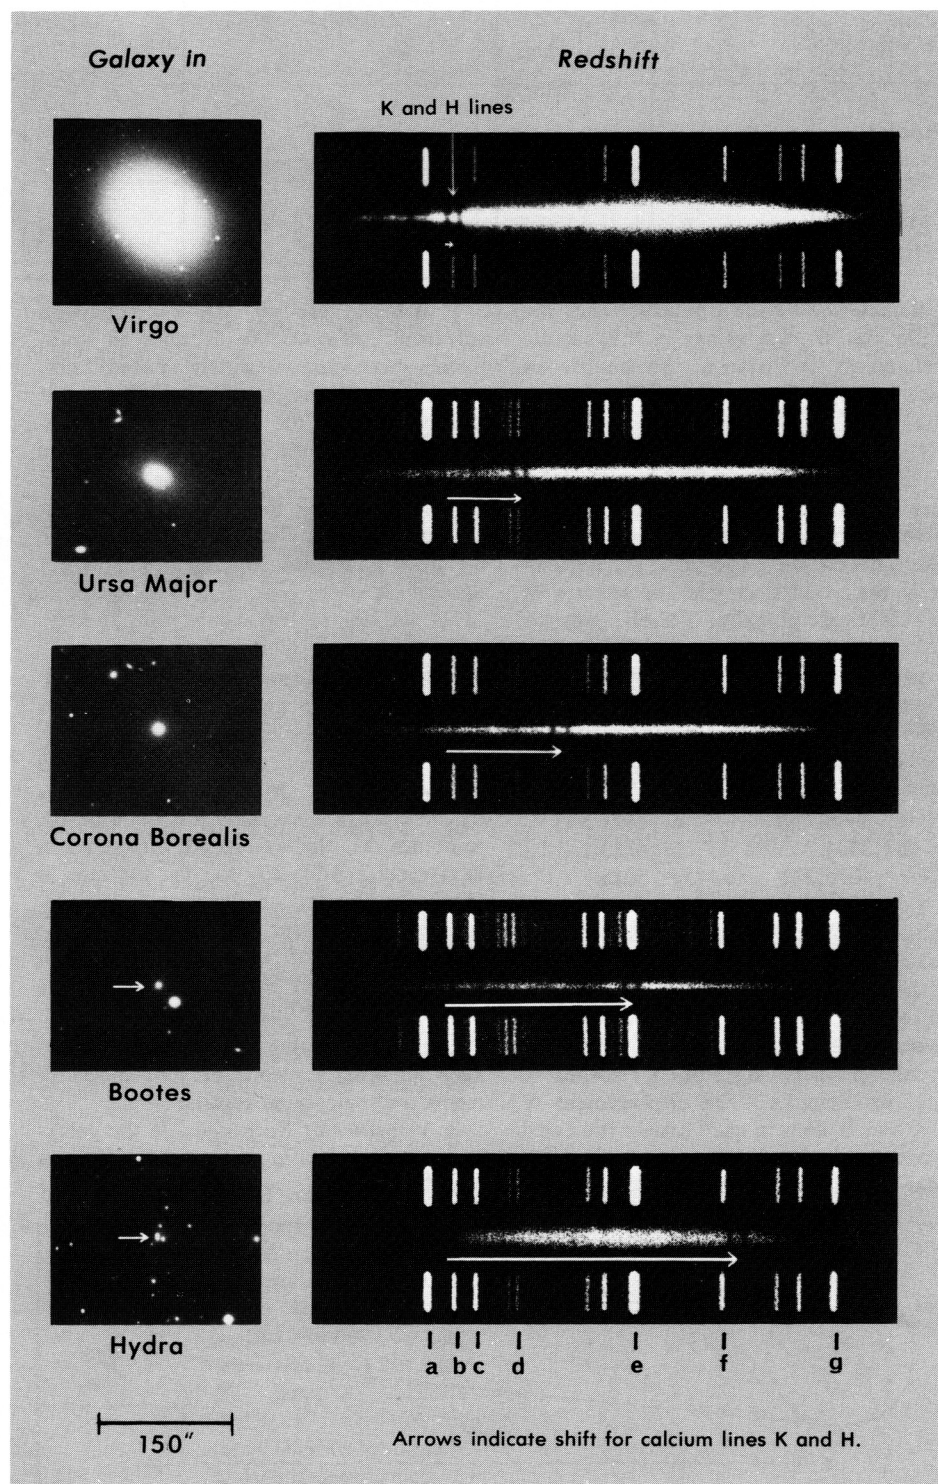 Galaxy in
Redshift
K and H lines
Virgo
Ursa Major
Corona Borealis
Bootes
Hydra
a b c d e f g
150"
Arrows indicate shift for calcium lines K and H.